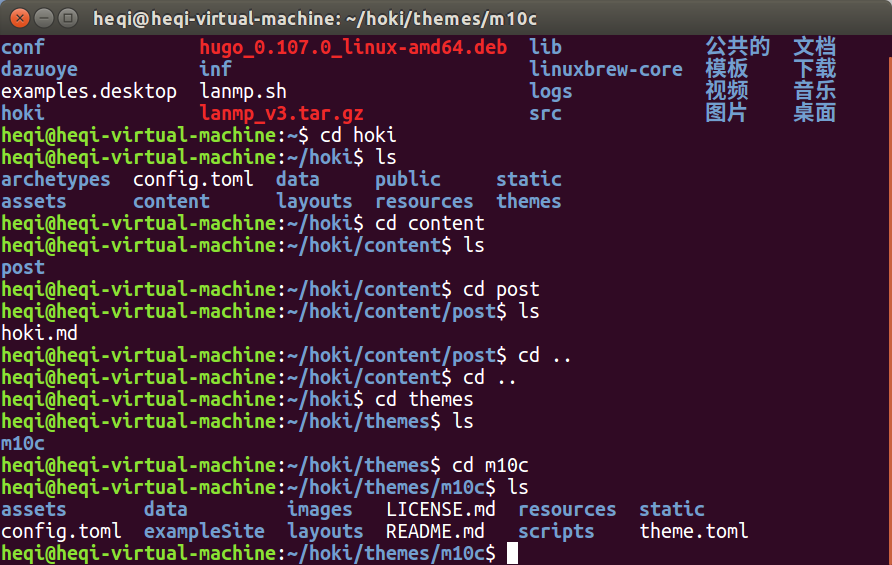 heqi@heqi-virtual-machine: ~/hoki/themes/m10c
conf hugo_0.107.0_linux-amd64.deb lib 公共的 文档
dazuoye inf linuxbrew-core 模板 下载
examples.desktop lanmp.sh logs 视频 音乐
hoki lanmp_v3.tar.gz src 图片 桌面
heqi@heqi-virtual-machine:~$ cd hoki
heqi@heqi-virtual-machine:~/hoki$ ls
archetypes config.toml data public static
assets content layouts resources themes
heqi@heqi-virtual-machine:~/hoki$ cd content
heqi@heqi-virtual-machine:~/hoki/content$ ls
post
heqi@heqi-virtual-machine:~/hoki/content$ cd post
heqi@heqi-virtual-machine:~/hoki/content/post$ ls
hoki.md
heqi@heqi-virtual-machine:~/hoki/content/post$ cd ..
heqi@heqi-virtual-machine:~/hoki/content$ cd ..
heqi@heqi-virtual-machine:~/hoki$ cd themes
heqi@heqi-virtual-machine:~/hoki/themes$ ls
m10c
heqi@heqi-virtual-machine:~/hoki/themes$ cd m10c
heqi@heqi-virtual-machine:~/hoki/themes/m10c$ ls
assets data images LICENSE.md resources static
config.toml exampleSite layouts README.md scripts theme.toml
heqi@heqi-virtual-machine:~/hoki/themes/m10c$